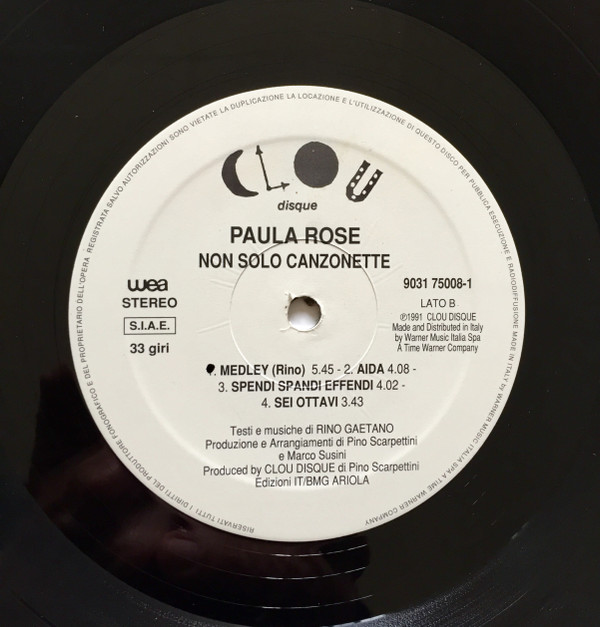 CLOU
disque
PAULA ROSE
NON SOLO CANZONETTE
wea
STEREO
S.I.A.E.
33 giri
9031 75008-1
LATO B
℗1991 CLOU DISQUE
Made and Distributed in Italy
by Warner Music Italia Spa
A Time Warner Company
1. MEDLEY (Rino) 5.45 - 2. AIDA 4.08 -
3. SPENDI SPANDI EFFENDI 4.02 -
4. SEI OTTAVI 3.43
Testi e musiche di RINO GAETANO
Produzione e Arrangiamenti di Pino Scarpettini
e Marco Susini
Produced by CLOU DISQUE di Pino Scarpettini
Edizioni IT/BMG ARIOLA
RISERVATI TUTTI I DIRITTI DEL PRODUTTORE FONOGRAFICO E DEL PROPRIETARIO DELL'OPERA REGISTRATA SALVO AUTORIZZAZIONI SONO VIETATE LA DUPLICAZIONE LA LOCAZIONE E L'UTILIZZAZIONE DI QUESTO DISCO PER PUBBLICA ESECUZIONE E RADIODIFFUSIONE MADE IN ITALY by WARNER MUSIC ITALIA SPA A TIME WARNER COMPANY